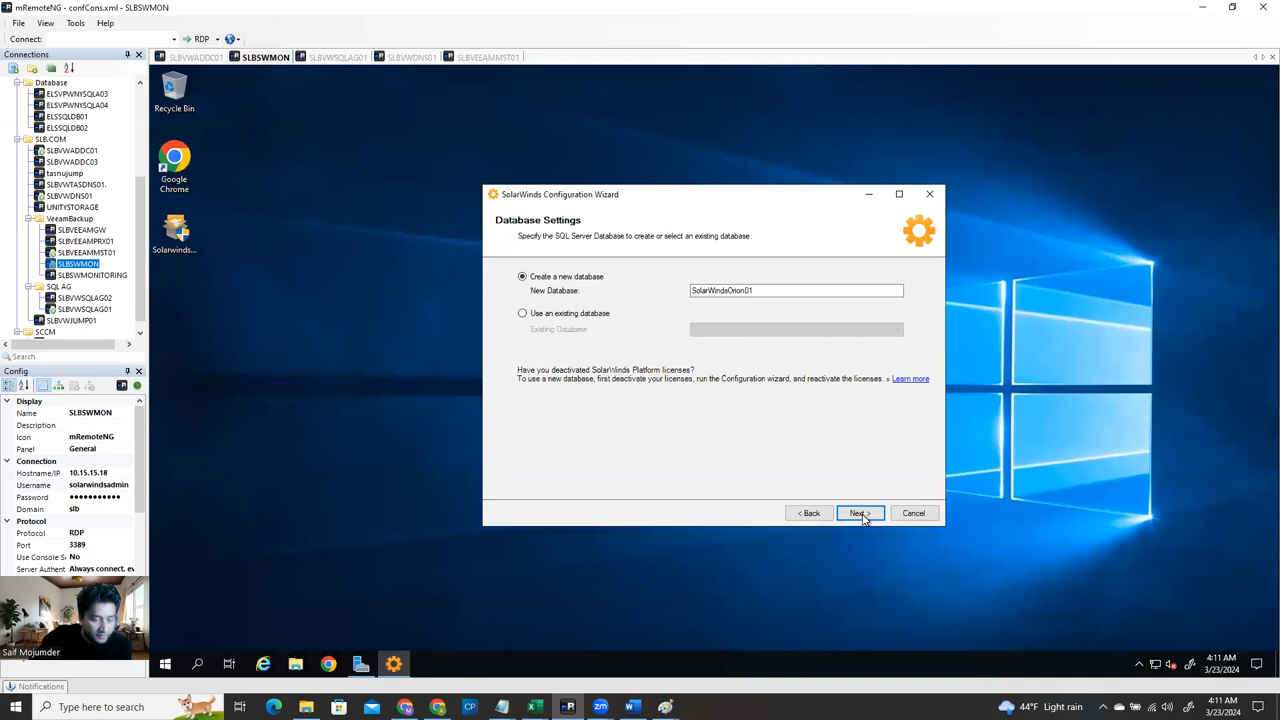 mRemoteNG - confCons.xml - SLBSWMON
File View Tools Help
Connect: RDP
Connections
SLBVWADDC01 SLBSWMON SLBVWSQLAG01 SLBVWDNS01 SLBVEEAMMST01
Database
ELSVPWNYSQLA03
ELSVPWNYSQLA04
ELSSQLDB01
ELSSQLDB02
SLB.COM
SLBVWADDC01
SLBVWADDC03
tasnujump
SLBVWTASDNS01.
SLBVWDNS01
UNITYSTORAGE
VeeamBackup
SLBVEEAMGW
SLBVEEAMPRX01
SLBVEEAMMST01
SLBSWMON
SLBSWMONITORING
SQL AG
SLBVWSQLAG02
SLBVWSQLAG01
SLBVWJUMP01
SCCM
Search
Config
Display
Name SLBSWMON
Description
Icon mRemoteNG
Panel General
Connection
Hostname/IP 10.15.15.18
Username solarwindsadmin
Password ●●●●●●●●●●●
Domain slb
Protocol
Protocol RDP
Port 3389
Use Console S No
Server Authent Always connect, ev
Saif Mojumder
Notifications
Recycle Bin
Google
Chrome
Solarwinds...
SolarWinds Configuration Wizard
Database Settings
Specify the SQL Server Database to create or select an existing database.
Create a new database
New Database: SolarWindsOrion01
Use an existing database
Existing Database
Have you deactivated SolarWinds Platform licenses?
To use a new database, first deactivate your licenses, run the Configuration wizard, and reactivate the licenses. » Learn more
< Back Next > Cancel
4:11 AM
3/23/2024
Type here to search
44°F Light rain
4:11 AM
3/23/2024